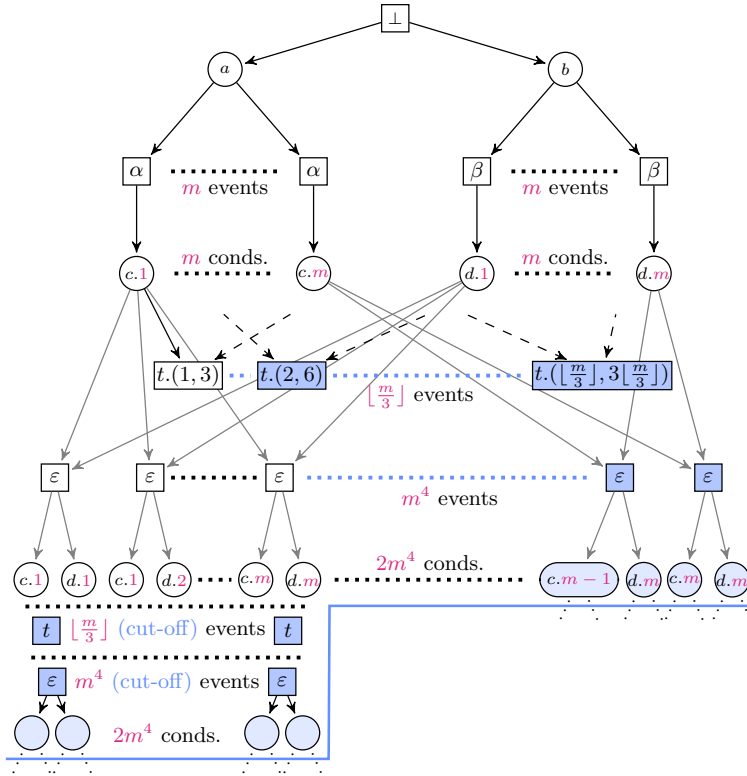 ⊥
a b
α α β β
m events m events
m conds. m conds.
c.1 c.m d.1 d.m
t.(1, 3) t.(2, 6) t.(⌊m/3⌋, 3⌊m/3⌋)
⌊m/3⌋ events
ε ε ε ε ε
m⁴ events
2m⁴ conds.
c.1 d.1 c.1 d.2 c.m d.m c.m − 1 d.m c.m d.m
t ⌊m/3⌋ (cut-off) events t
ε m⁴ (cut-off) events ε
2m⁴ conds.